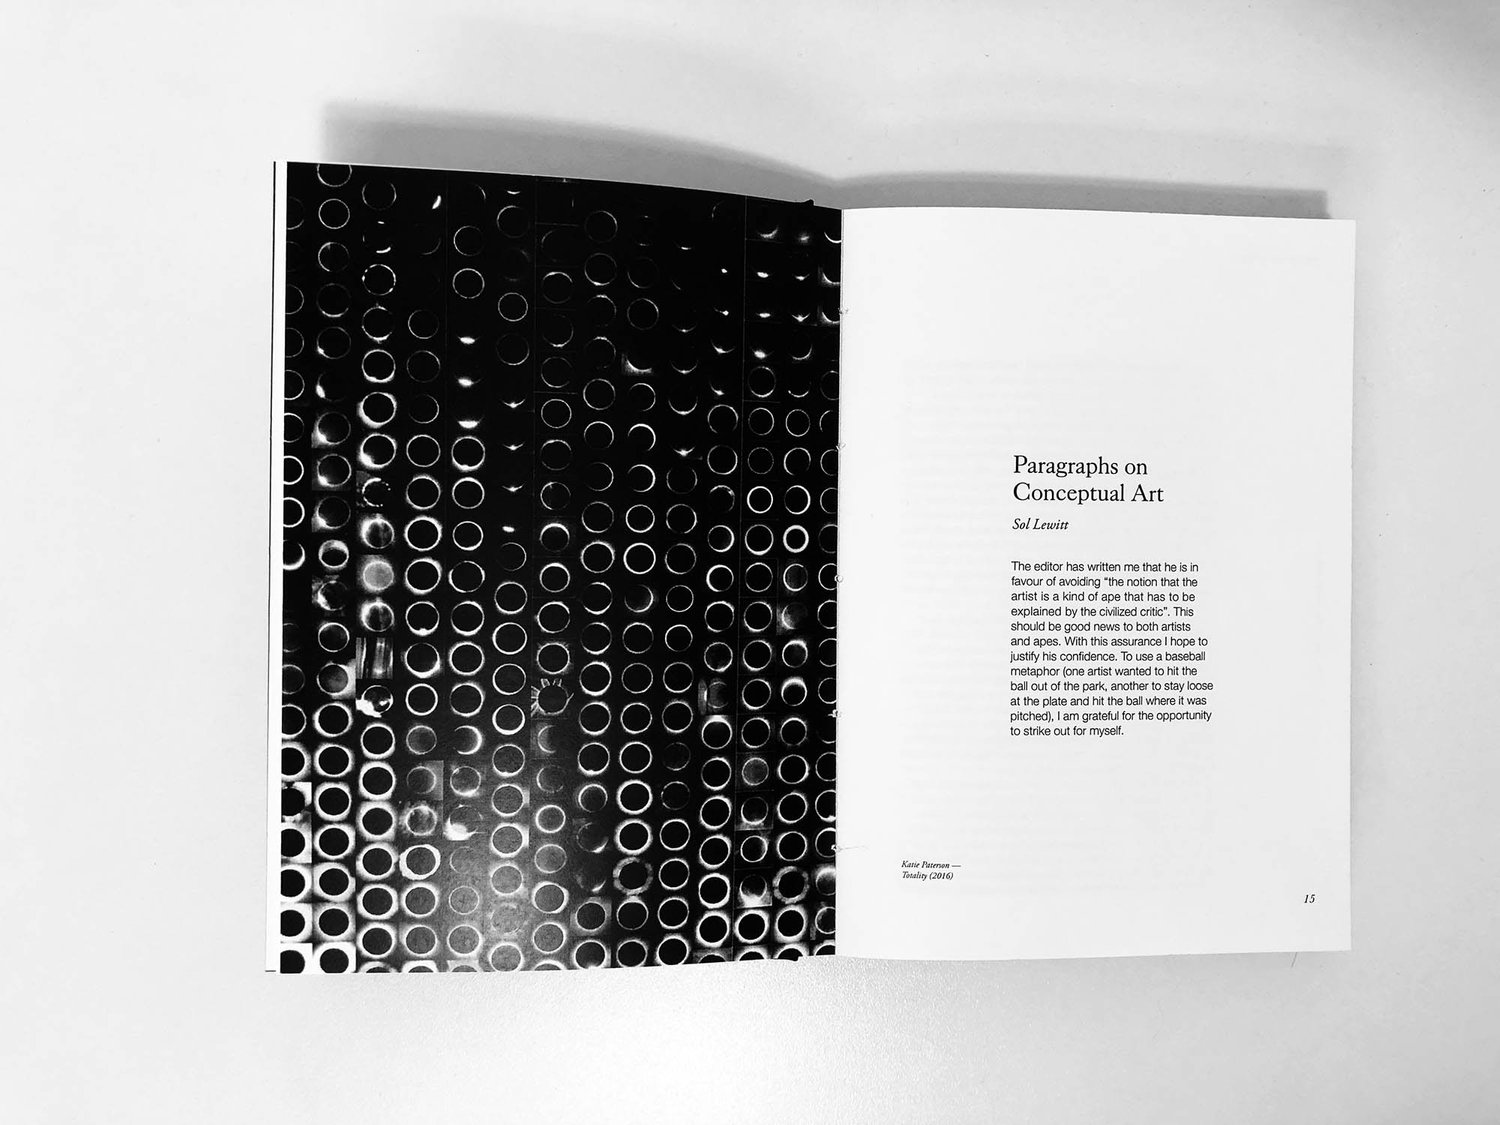 Paragraphs on
Conceptual Art
Sol Lewitt
The editor has written me that he is in
favour of avoiding “the notion that the
artist is a kind of ape that has to be
explained by the civilized critic”. This
should be good news to both artists
and apes. With this assurance I hope to
justify his confidence. To use a baseball
metaphor (one artist wanted to hit the
ball out of the park, another to stay loose
at the plate and hit the ball where it was
pitched), I am grateful for the opportunity
to strike out for myself.
Katie Paterson —
Totality (2016)
15